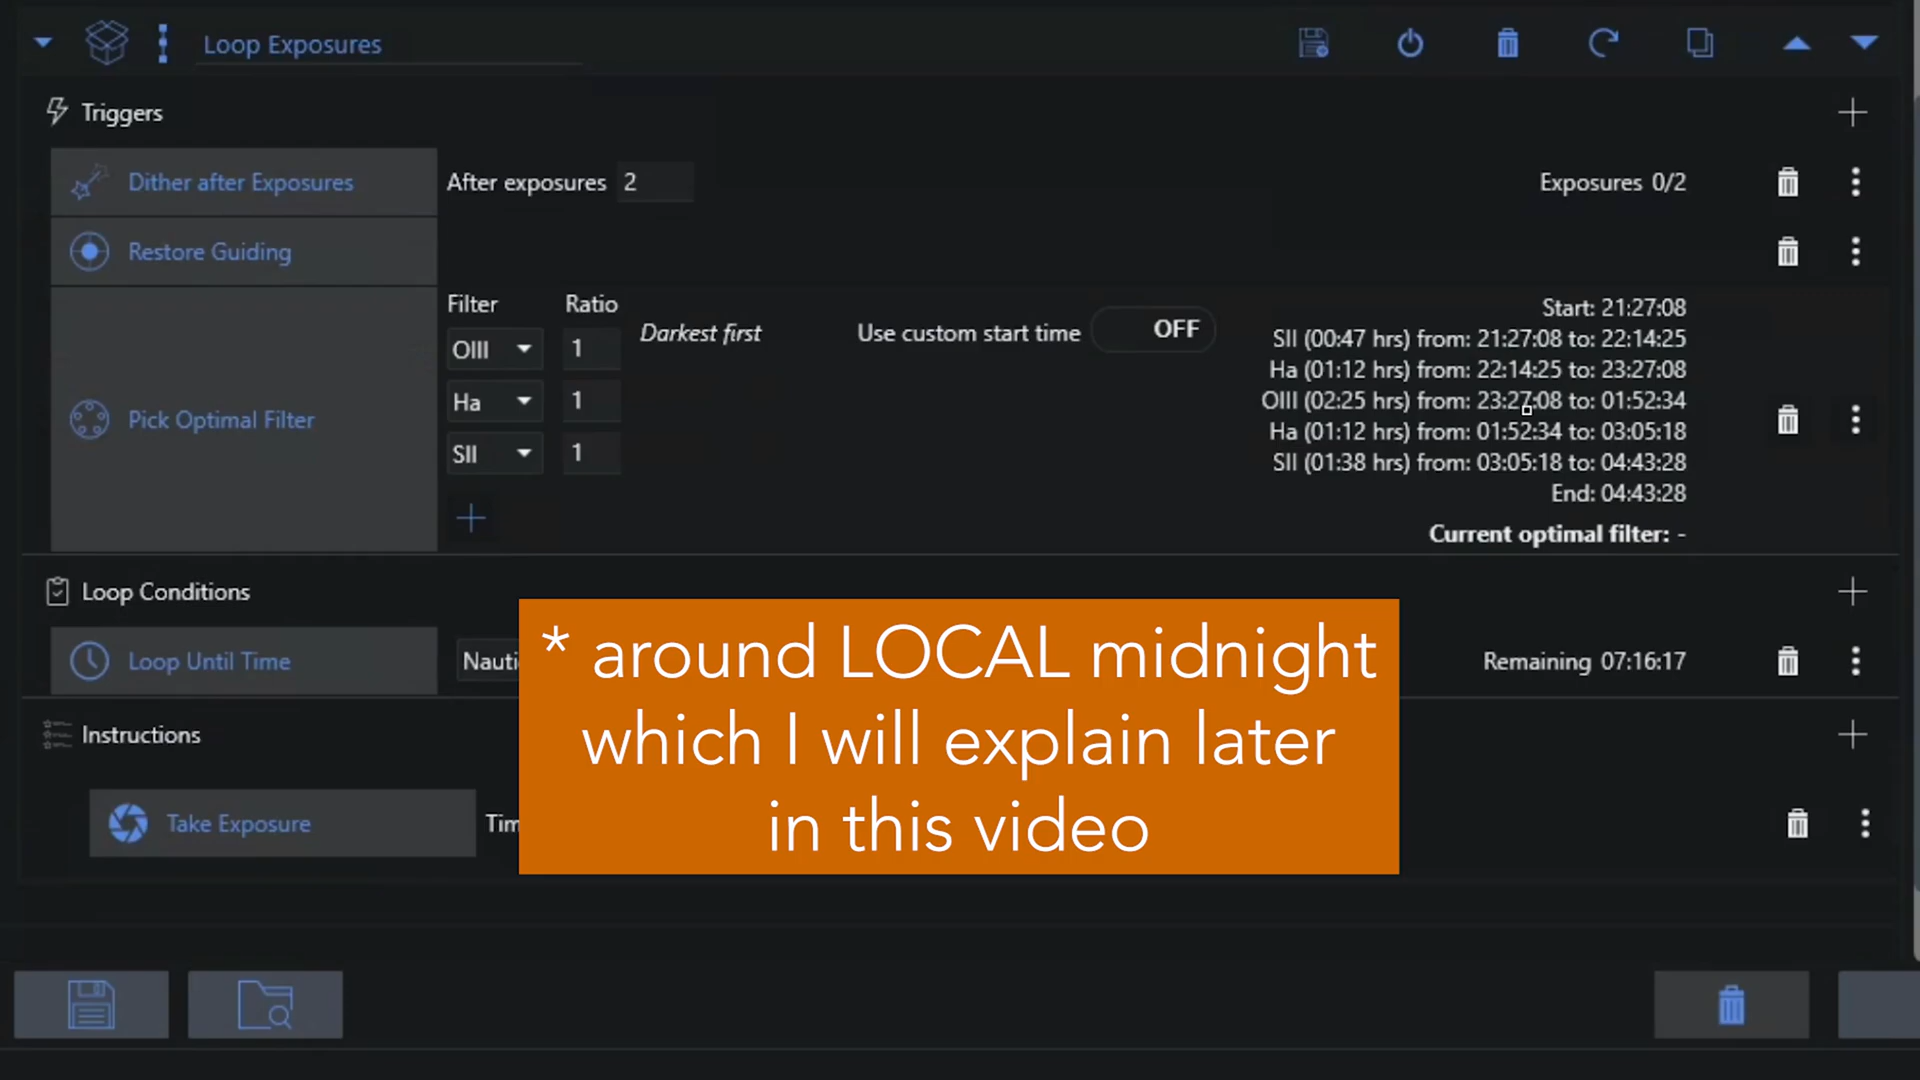 Loop Exposures
Triggers
Dither after Exposures After exposures 2 Exposures 0/2
Restore Guiding
Filter Ratio
Pick Optimal Filter
OIII 1 Darkest first Use custom start time OFF
Ha 1
SII 1
Start: 21:27:08
SII (00:47 hrs) from: 21:27:08 to: 22:14:25
Ha (01:12 hrs) from: 22:14:25 to: 23:27:08
OIII (02:25 hrs) from: 23:27:08 to: 01:52:34
Ha (01:12 hrs) from: 01:52:34 to: 03:05:18
SII (01:38 hrs) from: 03:05:18 to: 04:43:28
End: 04:43:28
Current optimal filter: -
Loop Conditions
Loop Until Time Remaining 07:16:17
* around LOCAL midnight
which I will explain later
in this video
Instructions
Take Exposure